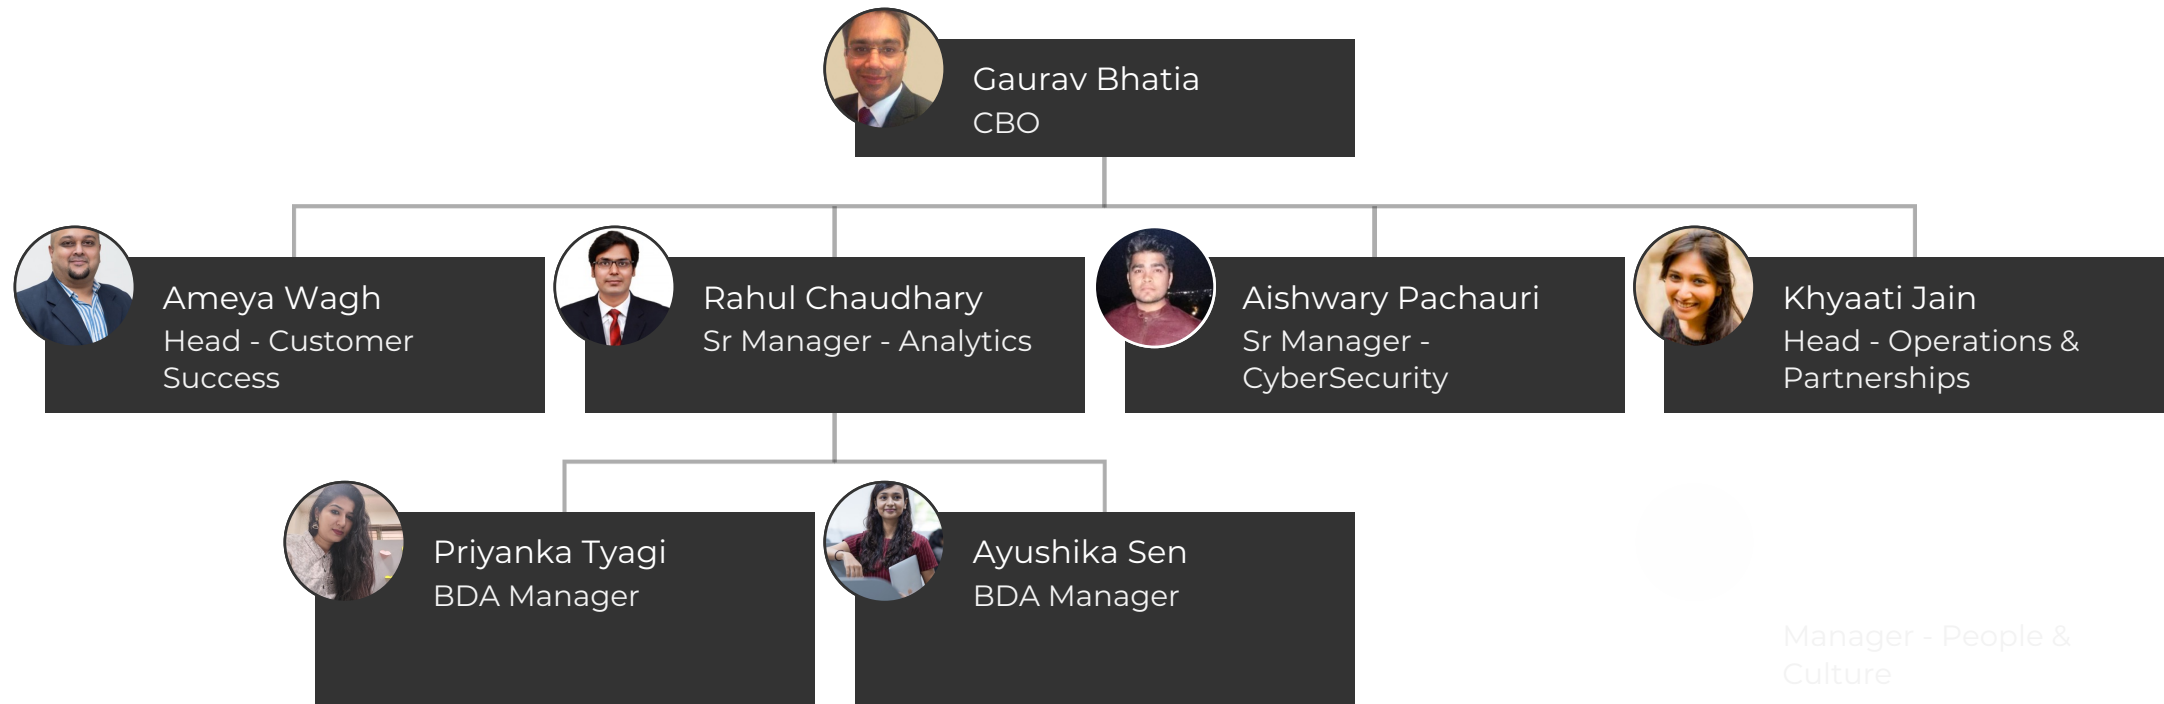 Gaurav Bhatia
CBO
Ameya Wagh
Head - Customer
Success
Rahul Chaudhary
Sr Manager - Analytics
Aishwary Pachauri
Sr Manager -
CyberSecurity
Khyaati Jain
Head - Operations &
Partnerships
Priyanka Tyagi
BDA Manager
Ayushika Sen
BDA Manager
Manager - People &
Culture